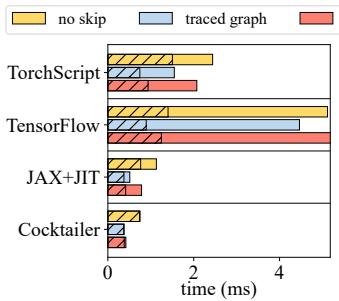 no skip traced graph
TorchScript
TensorFlow
JAX+JIT
Cocktailer
0 2 4
time (ms)